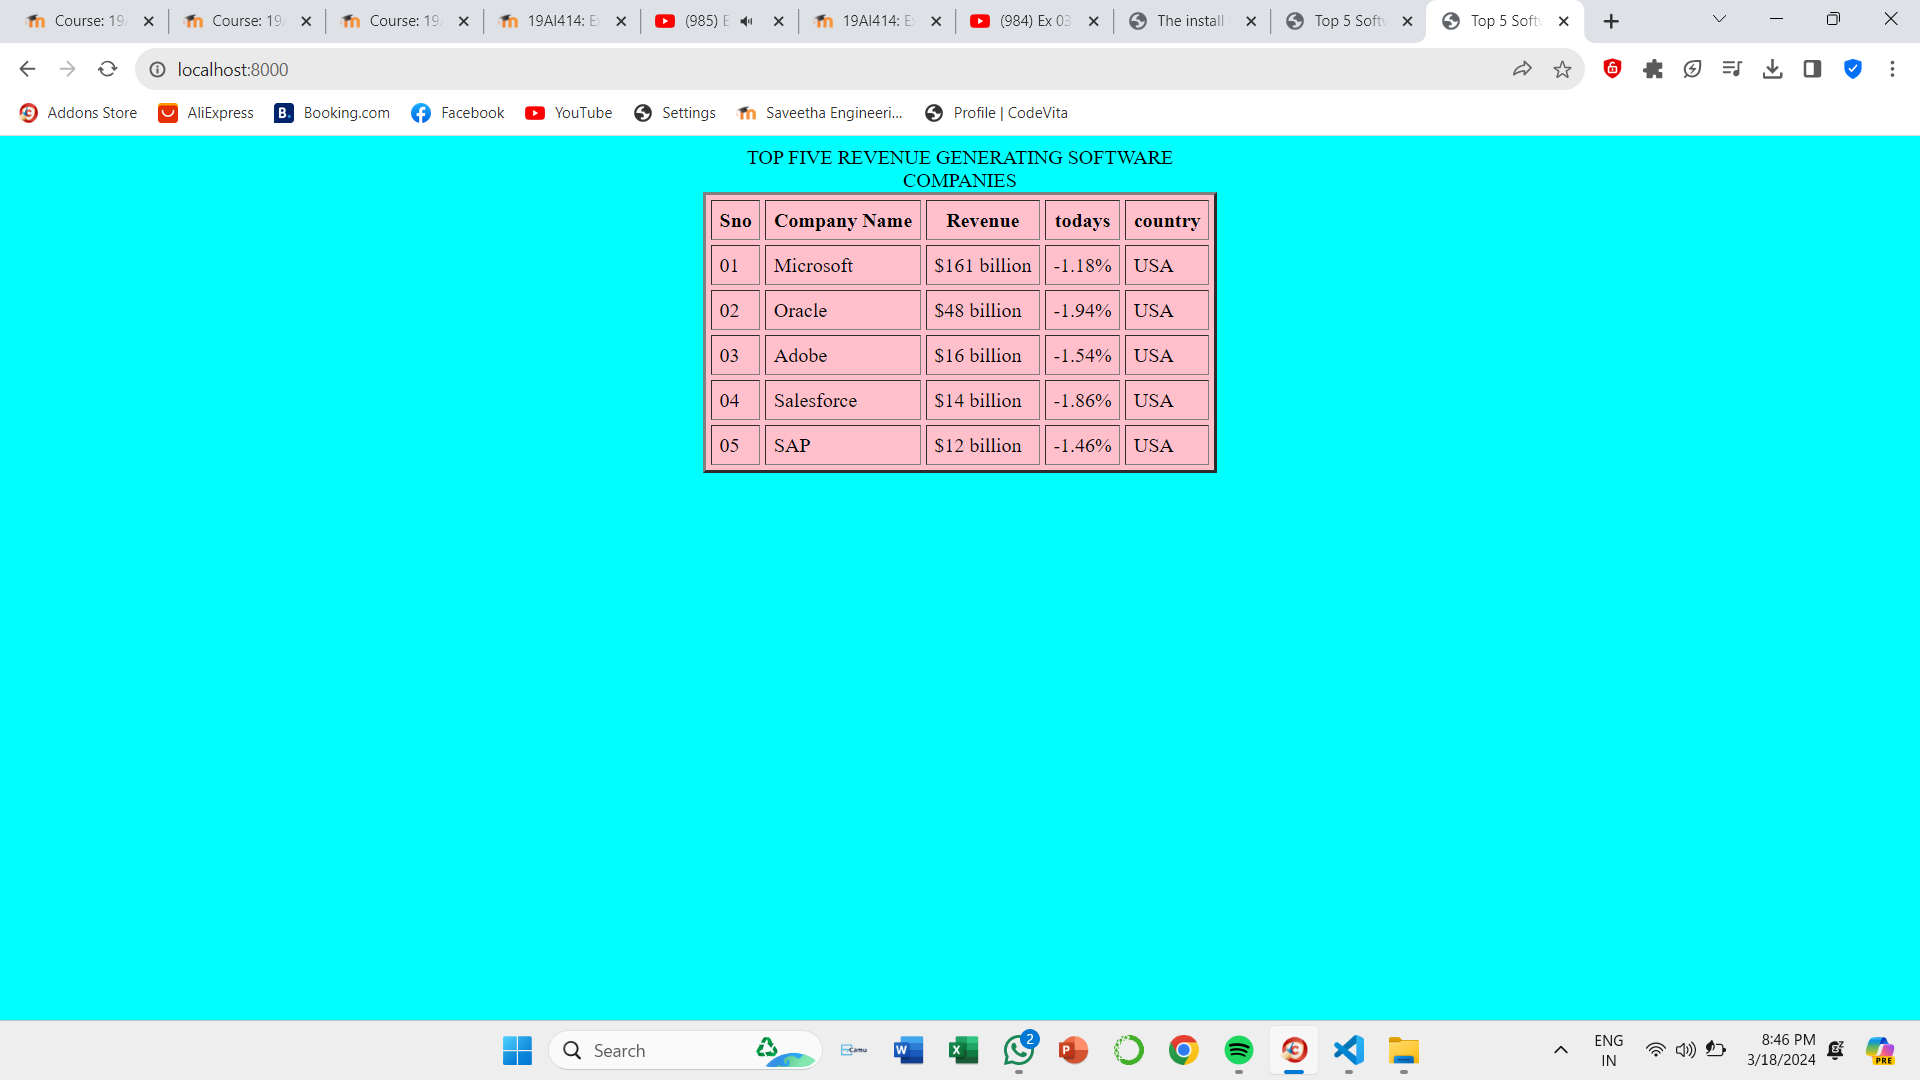 Course: 19 Course: 19 Course: 19 19AI414: E (985) E 19AI414: E (984) Ex 03 The install Top 5 Soft Top 5 Soft
localhost:8000
Addons Store AliExpress B. Booking.com Facebook YouTube Settings Saveetha Engineeri... Profile | CodeVita
TOP FIVE REVENUE GENERATING SOFTWARE
COMPANIES
Sno Company Name Revenue todays country
01 Microsoft $161 billion -1.18% USA
02 Oracle $48 billion -1.94% USA
03 Adobe $16 billion -1.54% USA
04 Salesforce $14 billion -1.86% USA
05 SAP $12 billion -1.46% USA
Search Camu 2 ENG 8:46 PM
IN 3/18/2024 PRE